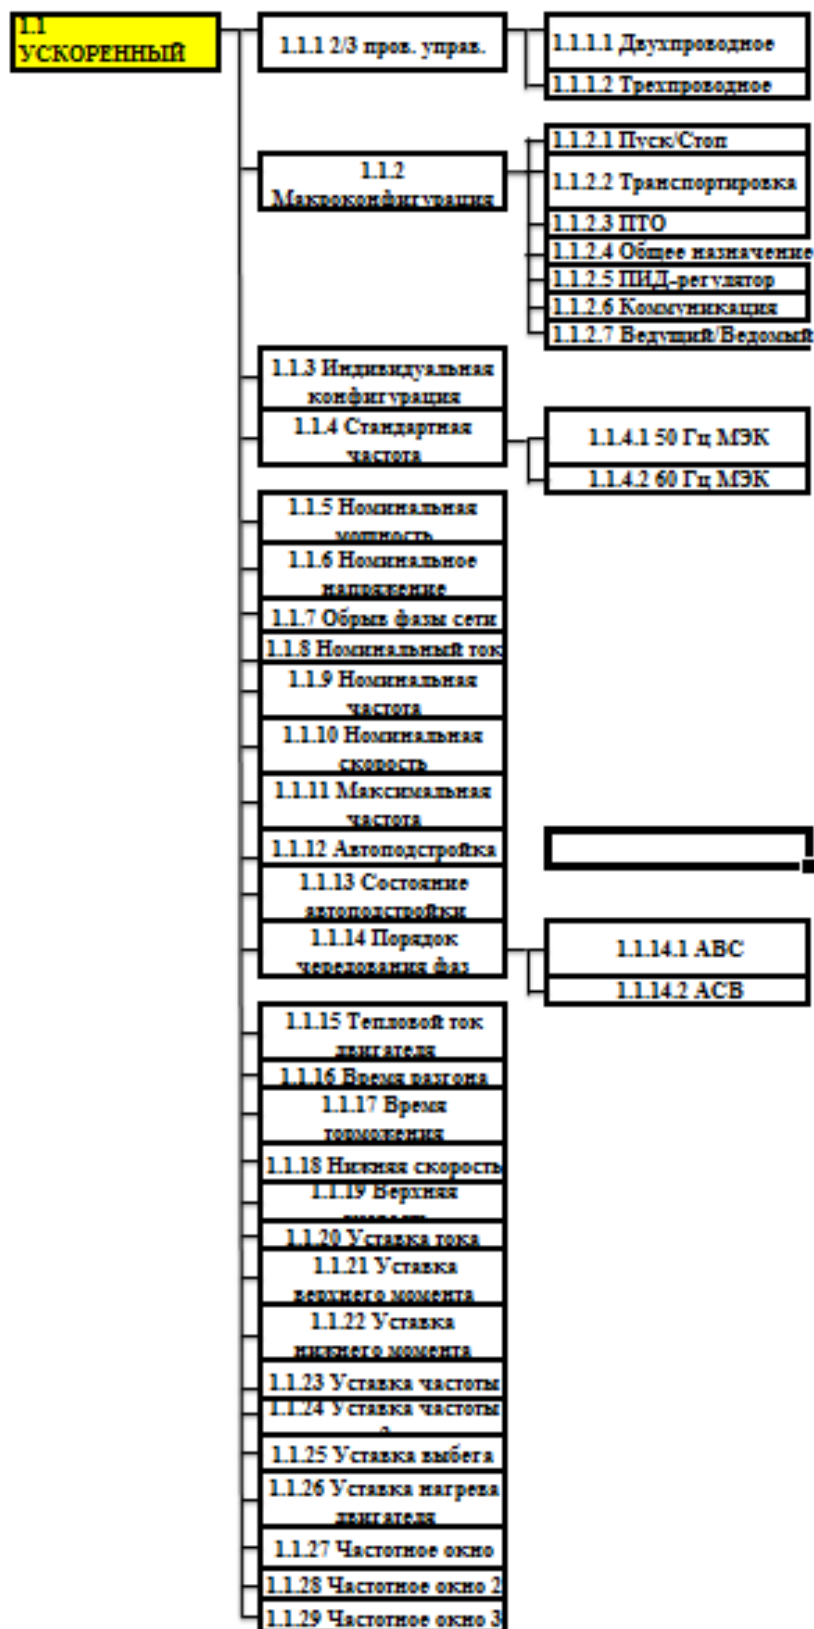 1.1
УСКОРЕННЫЙ
1.1.1 2/3 пров. управ.
1.1.1.1 Двухпроводное
1.1.1.2 Трехпроводное
1.1.2
Макроконфигурация
1.1.2.1 Пуск/Стоп
1.1.2.2 Транспортировка
1.1.2.3 ПТО
1.1.2.4 Общее назначение
1.1.2.5 ПИД-регулятор
1.1.2.6 Коммуникация
1.1.2.7 Ведущий/Ведомый
1.1.3 Индивидуальная
конфигурация
1.1.4 Стандартная
частота
1.1.4.1 50 Гц МЭК
1.1.4.2 60 Гц МЭК
1.1.5 Номинальная
мощность
1.1.6 Номинальное
напряжение
1.1.7 Обрыв фазы сети
1.1.8 Номинальный ток
1.1.9 Номинальная
частота
1.1.10 Номинальная
скорость
1.1.11 Максимальная
частота
1.1.12 Автоподстройка
1.1.13 Состояние
автоподстройки
1.1.14 Порядок
чередования фаз
1.1.14.1 ABC
1.1.14.2 ACB
1.1.15 Тепловой ток
двигателя
1.1.16 Время разгона
1.1.17 Время
торможения
1.1.18 Нижняя скорость
1.1.19 Верхняя
1.1.20 Уставка тока
1.1.21 Уставка
верхнего момента
1.1.22 Уставка
нижнего момента
1.1.23 Уставка частоты
1.1.24 Уставка частоты
1.1.25 Уставка выбега
1.1.26 Уставка нагрева
двигателя
1.1.27 Частотное окно
1.1.28 Частотное окно 2
1.1.29 Частотное окно 3